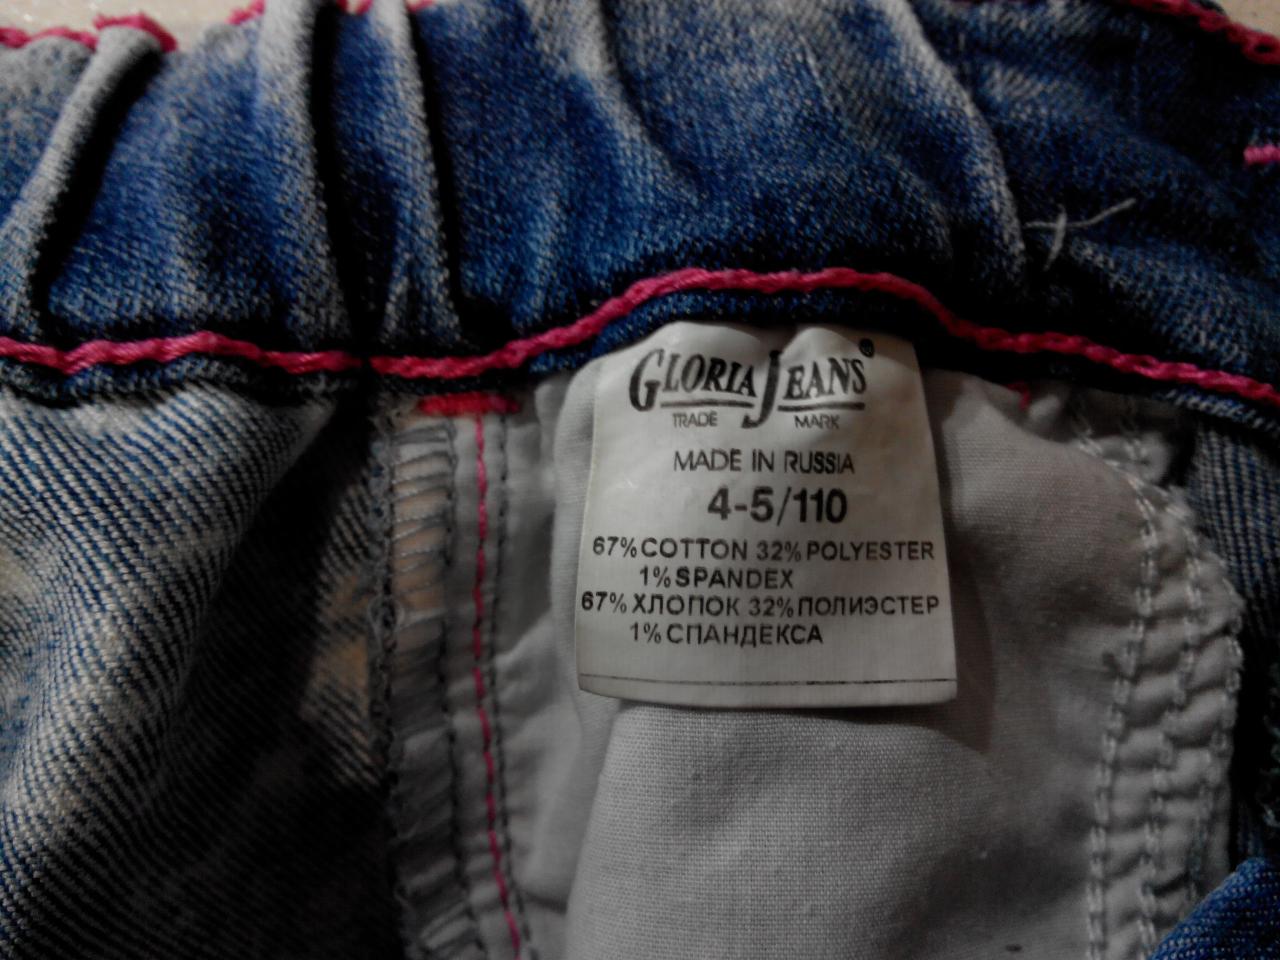 GLORIA JEANS®
TRADE MARK
MADE IN RUSSIA
4-5/110
67% COTTON 32% POLYESTER
1% SPANDEX
67% ХЛОПОК 32% ПОЛИЭСТЕР
1% СПАНДЕКСА